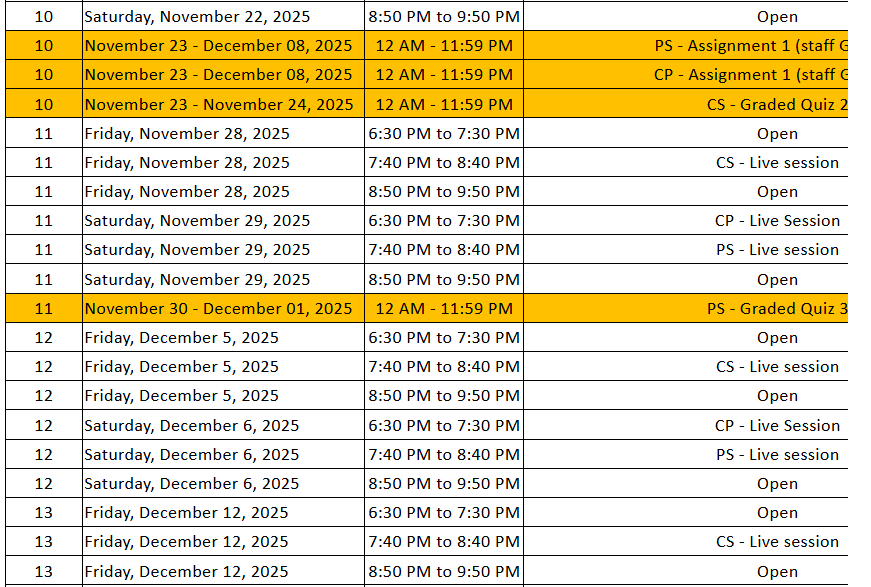 10 Saturday, November 22, 2025 8:50 PM to 9:50 PM Open
10 November 23 - December 08, 2025 12 AM - 11:59 PM PS - Assignment 1 (staff G
10 November 23 - December 08, 2025 12 AM - 11:59 PM CP - Assignment 1 (staff G
10 November 23 - November 24, 2025 12 AM - 11:59 PM CS - Graded Quiz 2
11 Friday, November 28, 2025 6:30 PM to 7:30 PM Open
11 Friday, November 28, 2025 7:40 PM to 8:40 PM CS - Live session
11 Friday, November 28, 2025 8:50 PM to 9:50 PM Open
11 Saturday, November 29, 2025 6:30 PM to 7:30 PM CP - Live Session
11 Saturday, November 29, 2025 7:40 PM to 8:40 PM PS - Live session
11 Saturday, November 29, 2025 8:50 PM to 9:50 PM Open
11 November 30 - December 01, 2025 12 AM - 11:59 PM PS - Graded Quiz 3
12 Friday, December 5, 2025 6:30 PM to 7:30 PM Open
12 Friday, December 5, 2025 7:40 PM to 8:40 PM CS - Live session
12 Friday, December 5, 2025 8:50 PM to 9:50 PM Open
12 Saturday, December 6, 2025 6:30 PM to 7:30 PM CP - Live Session
12 Saturday, December 6, 2025 7:40 PM to 8:40 PM PS - Live session
12 Saturday, December 6, 2025 8:50 PM to 9:50 PM Open
13 Friday, December 12, 2025 6:30 PM to 7:30 PM Open
13 Friday, December 12, 2025 7:40 PM to 8:40 PM CS - Live session
13 Friday, December 12, 2025 8:50 PM to 9:50 PM Open